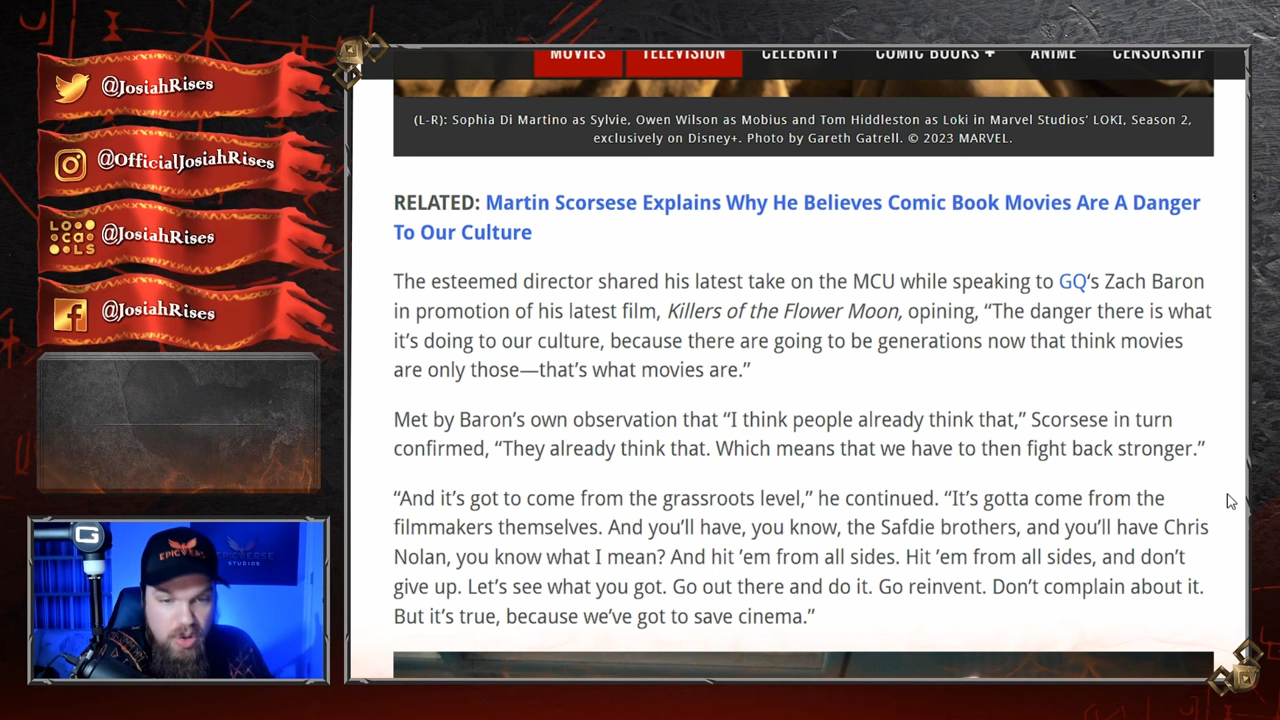 @JosiahRises
@OfficialJosiahRises
LO
ca
LS
@JosiahRises
@JosiahRises
MOVIES TELEVISION CELEBRITY COMIC BOOKS + ANIME CENSORSHIP
(L-R): Sophia Di Martino as Sylvie, Owen Wilson as Mobius and Tom Hiddleston as Loki in Marvel Studios' LOKI, Season 2,
exclusively on Disney+. Photo by Gareth Gatrell. © 2023 MARVEL.
RELATED: Martin Scorsese Explains Why He Believes Comic Book Movies Are A Danger
To Our Culture
The esteemed director shared his latest take on the MCU while speaking to GQ‘s Zach Baron
in promotion of his latest film, Killers of the Flower Moon, opining, “The danger there is what
it’s doing to our culture, because there are going to be generations now that think movies
are only those—that’s what movies are.”
Met by Baron’s own observation that “I think people already think that,” Scorsese in turn
confirmed, “They already think that. Which means that we have to then fight back stronger.”
“And it’s got to come from the grassroots level,” he continued. “It’s gotta come from the
filmmakers themselves. And you’ll have, you know, the Safdie brothers, and you’ll have Chris
Nolan, you know what I mean? And hit ’em from all sides. Hit ’em from all sides, and don’t
give up. Let’s see what you got. Go out there and do it. Go reinvent. Don’t complain about it.
But it’s true, because we’ve got to save cinema.”
G
EPICVERSE
EPICVERSE
STUDIOS